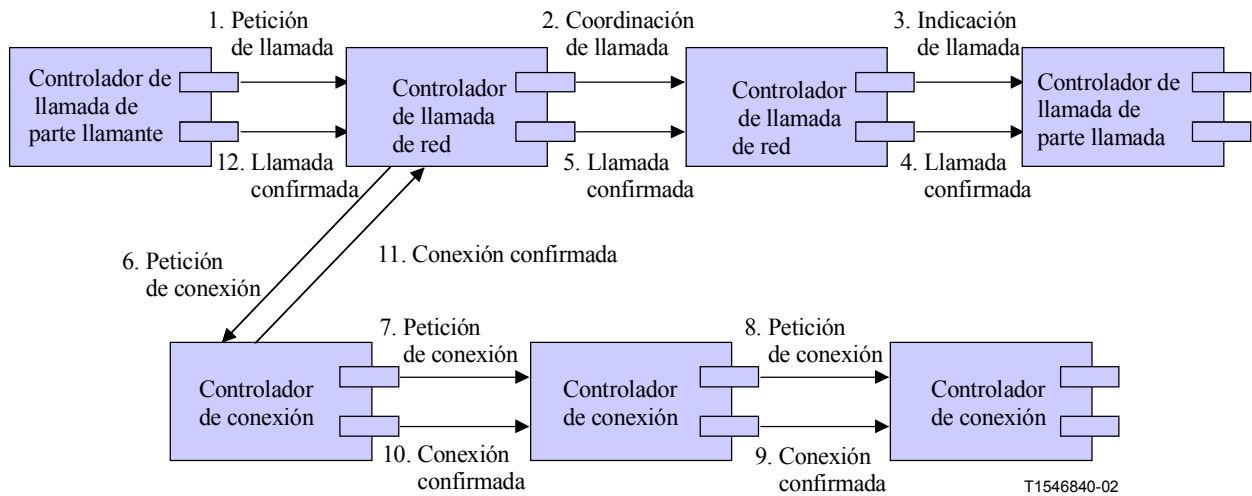 1. Petición
de llamada
2. Coordinación
de llamada
3. Indicación
de llamada
Controlador de
llamada de
parte llamante
Controlador
de llamada
de red
Controlador
de llamada
de red
Controlador de
llamada de
parte llamada
12. Llamada
confirmada
5. Llamada
confirmada
4. Llamada
confirmada
6. Petición
de conexión
11. Conexión confirmada
7. Petición
de conexión
8. Petición
de conexión
Controlador
de conexión
Controlador
de conexión
Controlador
de conexión
10. Conexión
confirmada
9. Conexión
confirmada
T1546840-02